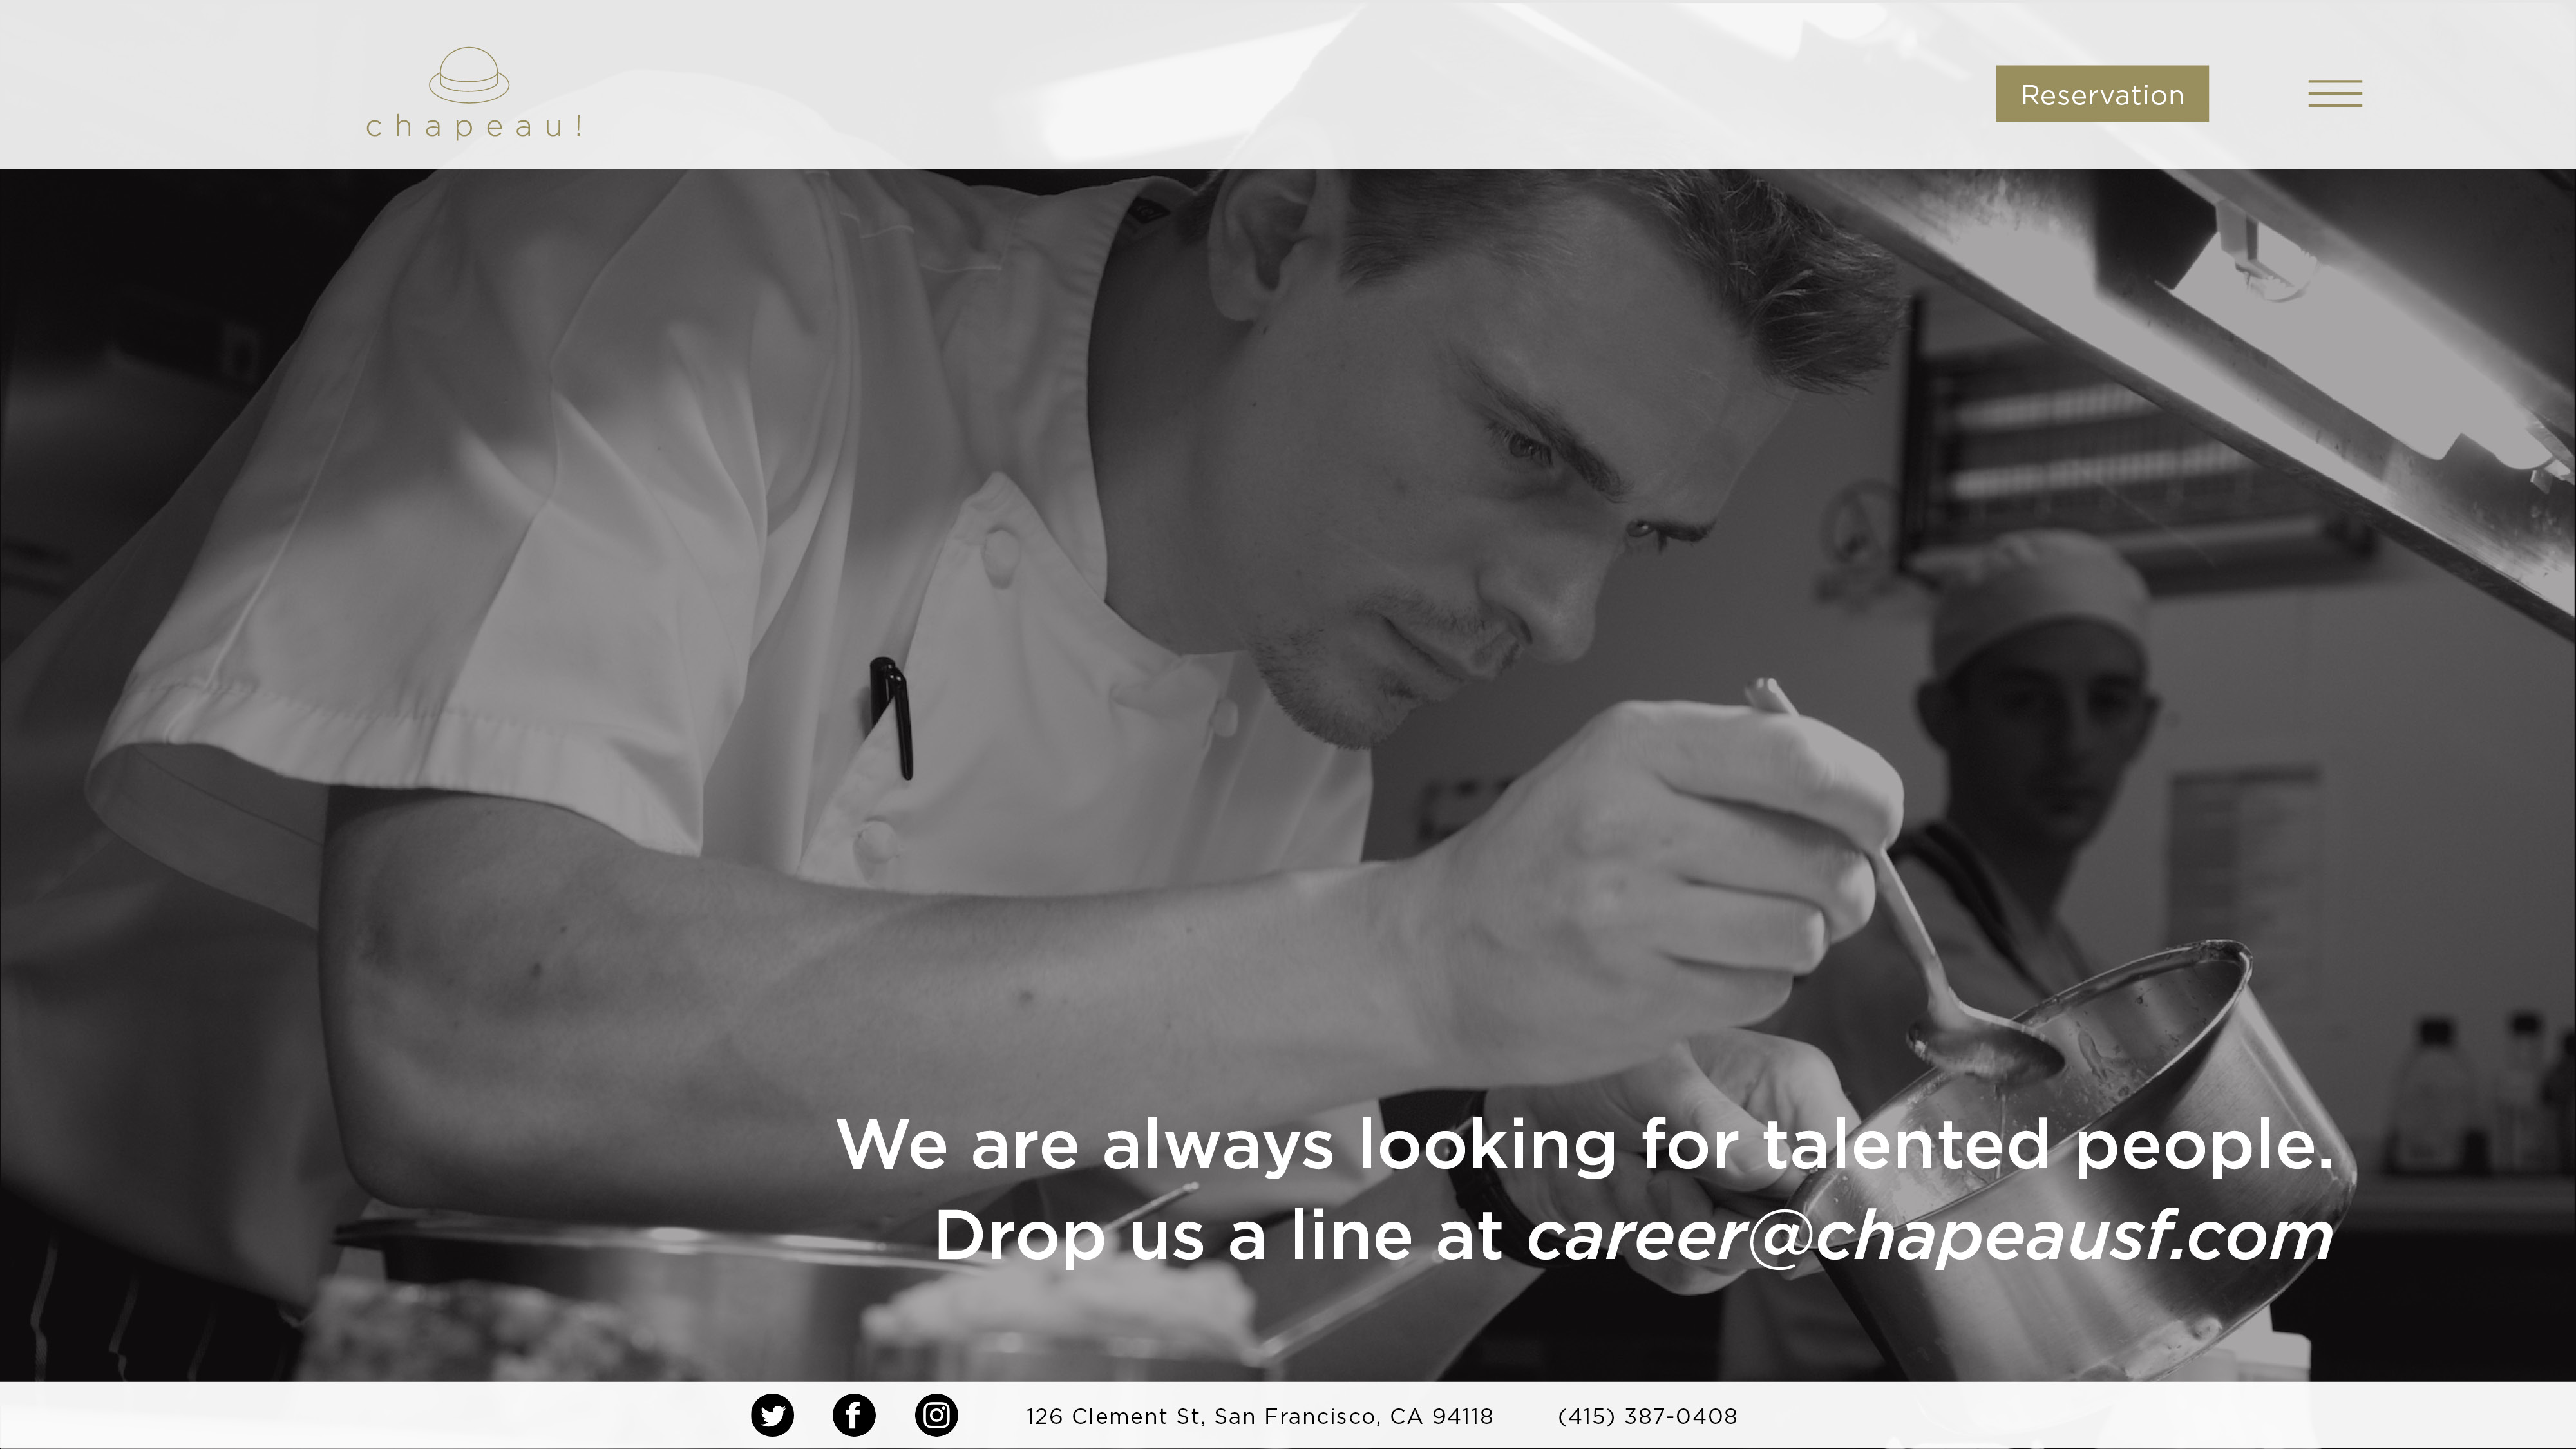 chapeau!
Reservation
We are always looking for talented people.
Drop us a line at career@chapeausf.com
126 Clement St, San Francisco, CA 94118
(415) 387-0408